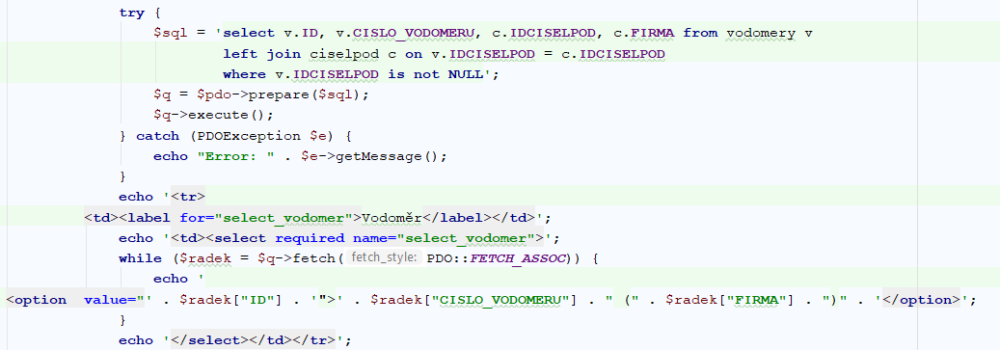 try {
$sql = 'select v.ID, v.CISLO_VODOMERU, c.IDCISELPOD, c.FIRMA from vodomery v
left join ciselpod c on v.IDCISELPOD = c.IDCISELPOD
where v.IDCISELPOD is not NULL';
$q = $pdo->prepare($sql);
$q->execute();
} catch (PDOException $e) {
echo "Error: " . $e->getMessage();
}
echo '<tr>
<td><label for="select_vodomer">Vodoměr</label></td>';
echo '<td><select required name="select_vodomer">';
while ($radek = $q->fetch( fetch_style: PDO::FETCH_ASSOC)) {
echo '
<option  value="' . $radek["ID"] . '">' . $radek["CISLO_VODOMERU"] . " (" . $radek["FIRMA"] . ")" . '</option>';
}
echo '</select></td></tr>';